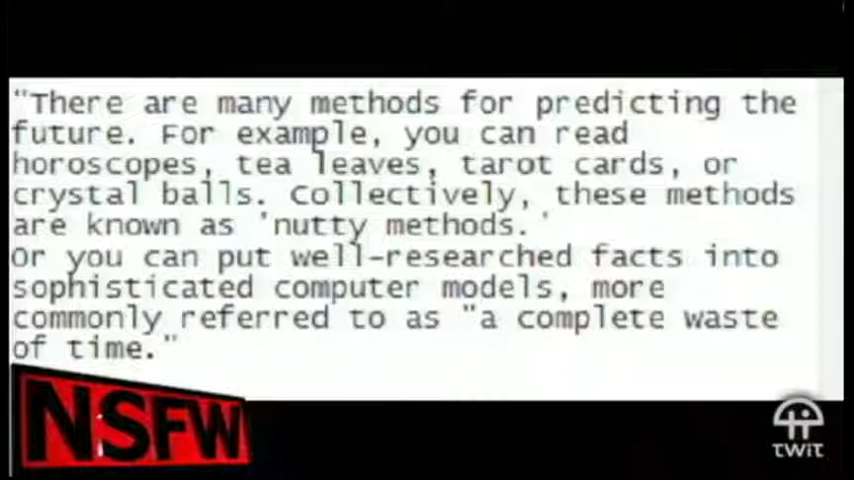 "There are many methods for predicting the
future. For example, you can read
horoscopes, tea leaves, tarot cards, or
crystal balls. Collectively, these methods
are known as 'nutty methods.'
Or you can put well-researched facts into
sophisticated computer models, more
commonly referred to as "a complete waste
of time."
NSFW
TWiT